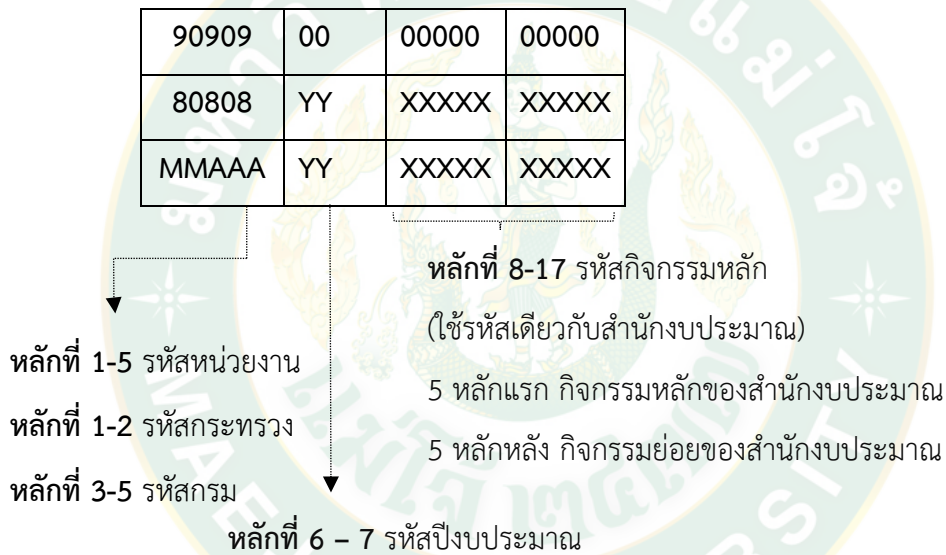 90909 00 00000 00000
80808 YY XXXXX XXXXX
MMAAA YY XXXXX XXXXX
หลักที่ 8-17 รหัสกิจกรรมหลัก
(ใช้รหัสเดียวกับสำนักงบประมาณ)
หลักที่ 1-5 รหัสหน่วยงาน
5 หลักแรก กิจกรรมหลักของสำนักงบประมาณ
หลักที่ 1-2 รหัสกระทรวง
5 หลักหลัง กิจกรรมย่อยของสำนักงบประมาณ
หลักที่ 3-5 รหัสกรม
หลักที่ 6 – 7 รหัสปีงบประมาณ